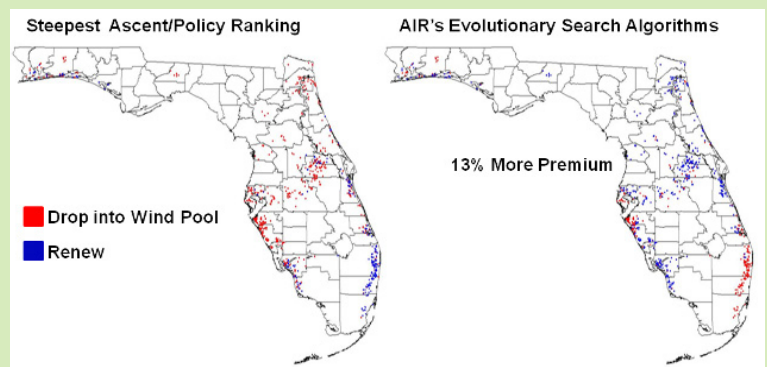 Steepest Ascent/Policy Ranking
AIR's Evolutionary Search Algorithms
13% More Premium
Drop into Wind Pool
Renew